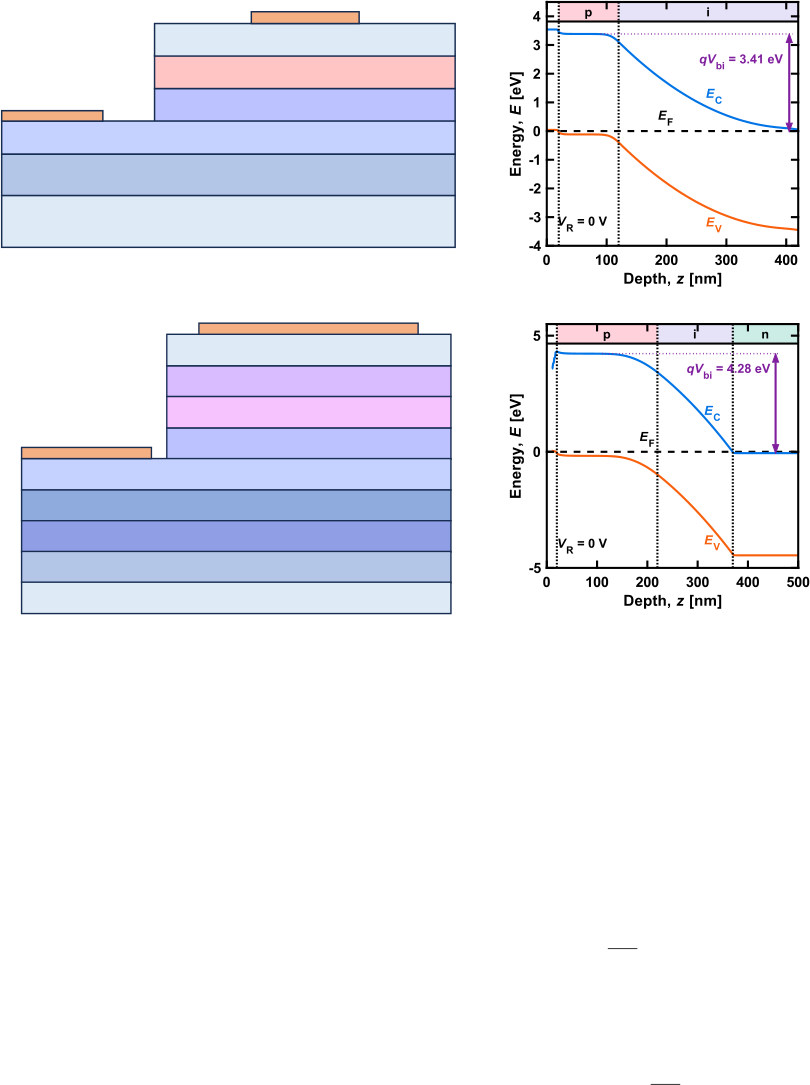 p i
4
3
2
1
0
-1
-2
-3
-4
Energy, E [eV]
qVbi = 3.41 eV
EC
EF
EV
VR = 0 V
0 100 200 300 400
Depth, z [nm]
p i n
5
0
-5
Energy, E [eV]
qVbi = 4.28 eV
EC
EF
EV
VR = 0 V
0 100 200 300 400 500
Depth, z [nm]